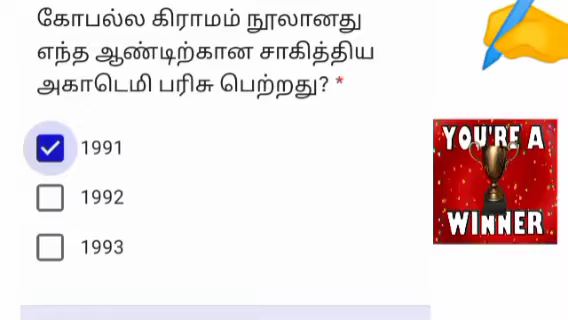 கோபல்ல கிராமம் நூலானது
எந்த ஆண்டிற்கான சாகித்திய
அகாடெமி பரிசு பெற்றது? *
1991
1992
1993
YOU'RE A
WINNER